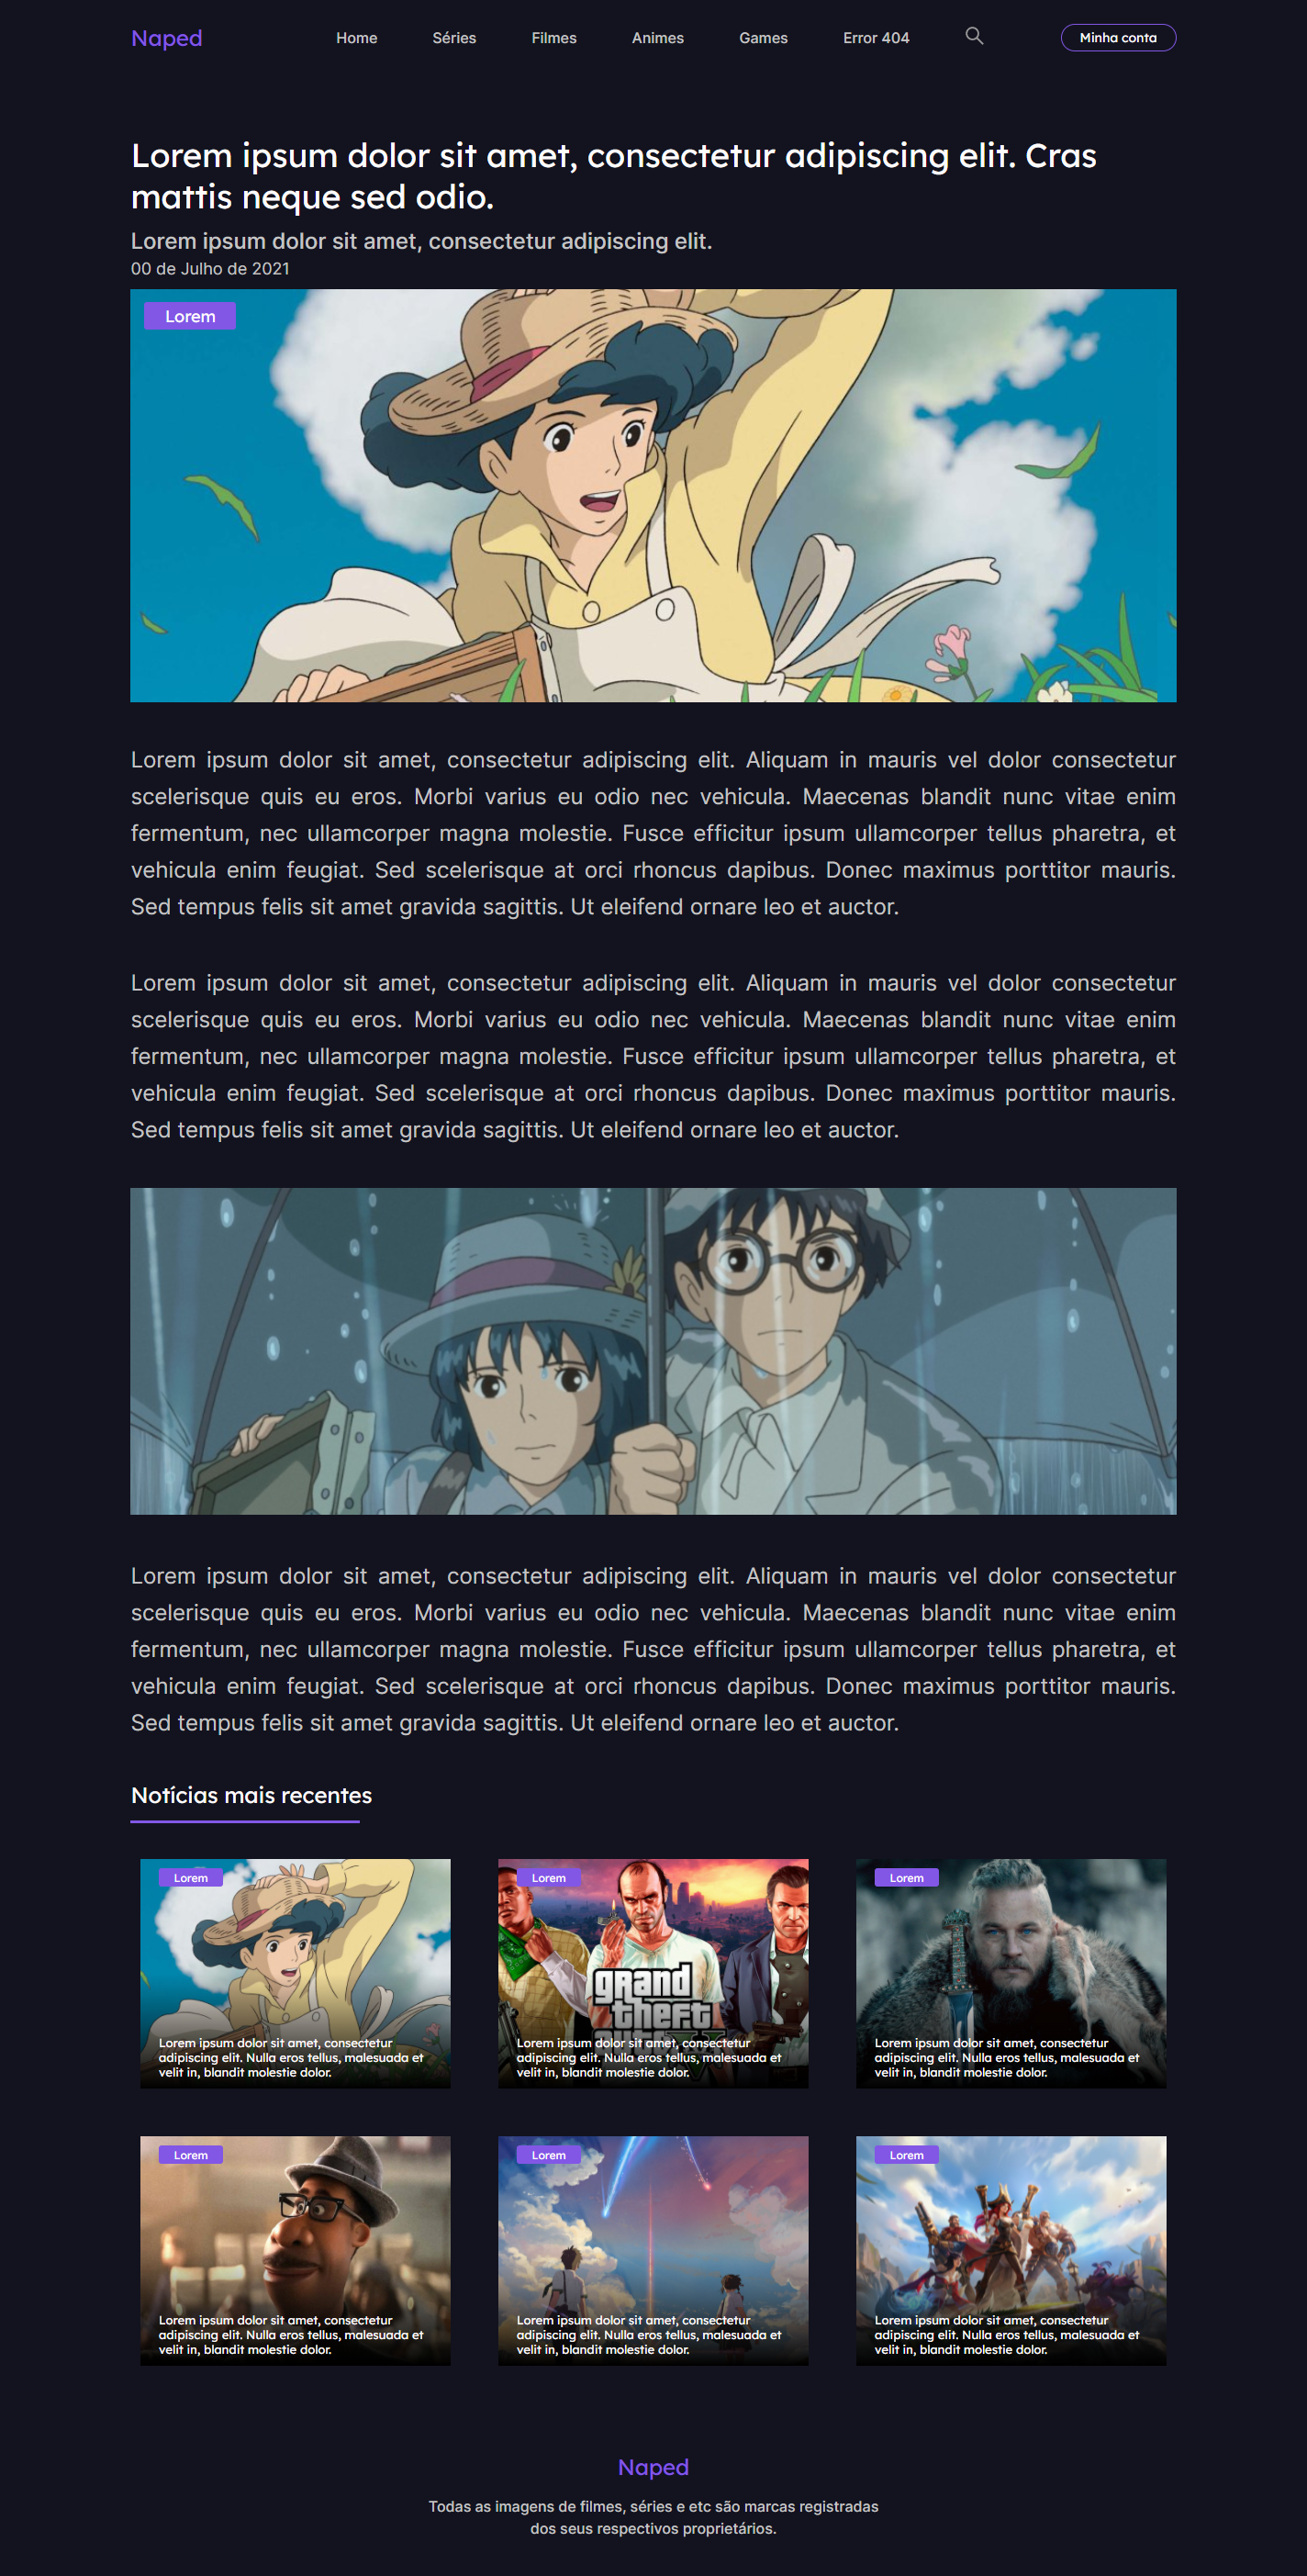 Naped
Home
Séries
Filmes
Animes
Games
Error 404
Minha conta
Lorem ipsum dolor sit amet, consectetur adipiscing elit. Cras
mattis neque sed odio.
Lorem ipsum dolor sit amet, consectetur adipiscing elit.
00 de Julho de 2021
Lorem
Lorem ipsum dolor sit amet, consectetur adipiscing elit. Aliquam in mauris vel dolor consectetur
scelerisque quis eu eros. Morbi varius eu odio nec vehicula. Maecenas blandit nunc vitae enim
fermentum, nec ullamcorper magna molestie. Fusce efficitur ipsum ullamcorper tellus pharetra, et
vehicula enim feugiat. Sed scelerisque at orci rhoncus dapibus. Donec maximus porttitor mauris.
Sed tempus felis sit amet gravida sagittis. Ut eleifend ornare leo et auctor.
Lorem ipsum dolor sit amet, consectetur adipiscing elit. Aliquam in mauris vel dolor consectetur
scelerisque quis eu eros. Morbi varius eu odio nec vehicula. Maecenas blandit nunc vitae enim
fermentum, nec ullamcorper magna molestie. Fusce efficitur ipsum ullamcorper tellus pharetra, et
vehicula enim feugiat. Sed scelerisque at orci rhoncus dapibus. Donec maximus porttitor mauris.
Sed tempus felis sit amet gravida sagittis. Ut eleifend ornare leo et auctor.
Lorem ipsum dolor sit amet, consectetur adipiscing elit. Aliquam in mauris vel dolor consectetur
scelerisque quis eu eros. Morbi varius eu odio nec vehicula. Maecenas blandit nunc vitae enim
fermentum, nec ullamcorper magna molestie. Fusce efficitur ipsum ullamcorper tellus pharetra, et
vehicula enim feugiat. Sed scelerisque at orci rhoncus dapibus. Donec maximus porttitor mauris.
Sed tempus felis sit amet gravida sagittis. Ut eleifend ornare leo et auctor.
Notícias mais recentes
Lorem
Lorem ipsum dolor sit amet, consectetur
adipiscing elit. Nulla eros tellus, malesuada et
velit in, blandit molestie dolor.
Lorem
grand
theft
Lorem ipsum dolor sit amet, consectetur
adipiscing elit. Nulla eros tellus, malesuada et
velit in, blandit molestie dolor.
Lorem
Lorem ipsum dolor sit amet, consectetur
adipiscing elit. Nulla eros tellus, malesuada et
velit in, blandit molestie dolor.
Lorem
Lorem ipsum dolor sit amet, consectetur
adipiscing elit. Nulla eros tellus, malesuada et
velit in, blandit molestie dolor.
Lorem
Lorem ipsum dolor sit amet, consectetur
adipiscing elit. Nulla eros tellus, malesuada et
velit in, blandit molestie dolor.
Lorem
Lorem ipsum dolor sit amet, consectetur
adipiscing elit. Nulla eros tellus, malesuada et
velit in, blandit molestie dolor.
Naped
Todas as imagens de filmes, séries e etc são marcas registradas
dos seus respectivos proprietários.